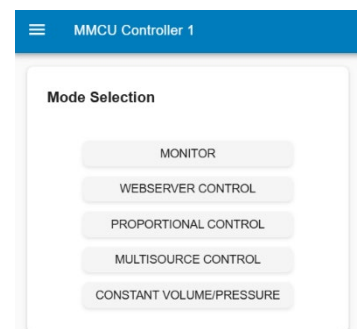 MMCU Controller 1
Mode Selection
MONITOR
WEBSERVER CONTROL
PROPORTIONAL CONTROL
MULTISOURCE CONTROL
CONSTANT VOLUME/PRESSURE